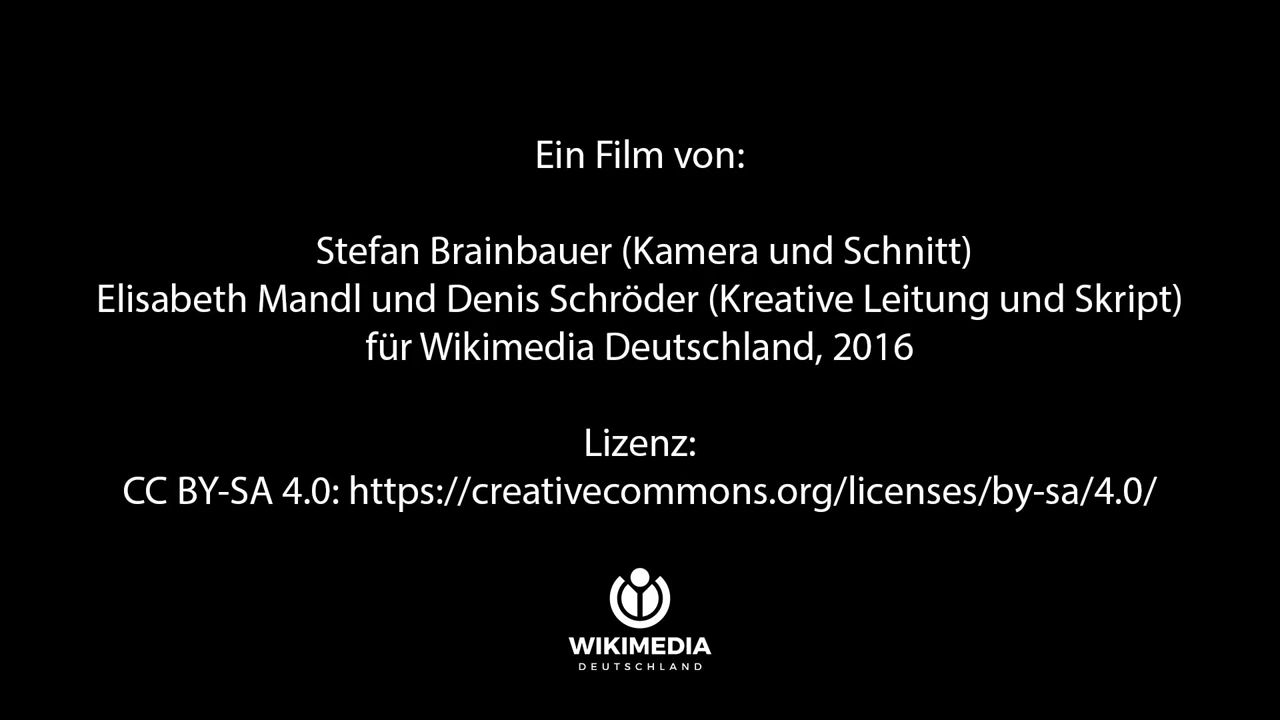 Ein Film von:
Stefan Brainbauer (Kamera und Schnitt)
Elisabeth Mandl und Denis Schröder (Kreative Leitung und Skript)
für Wikimedia Deutschland, 2016
Lizenz:
CC BY-SA 4.0: https://creativecommons.org/licenses/by-sa/4.0/
WIKIMEDIA
DEUTSCHLAND